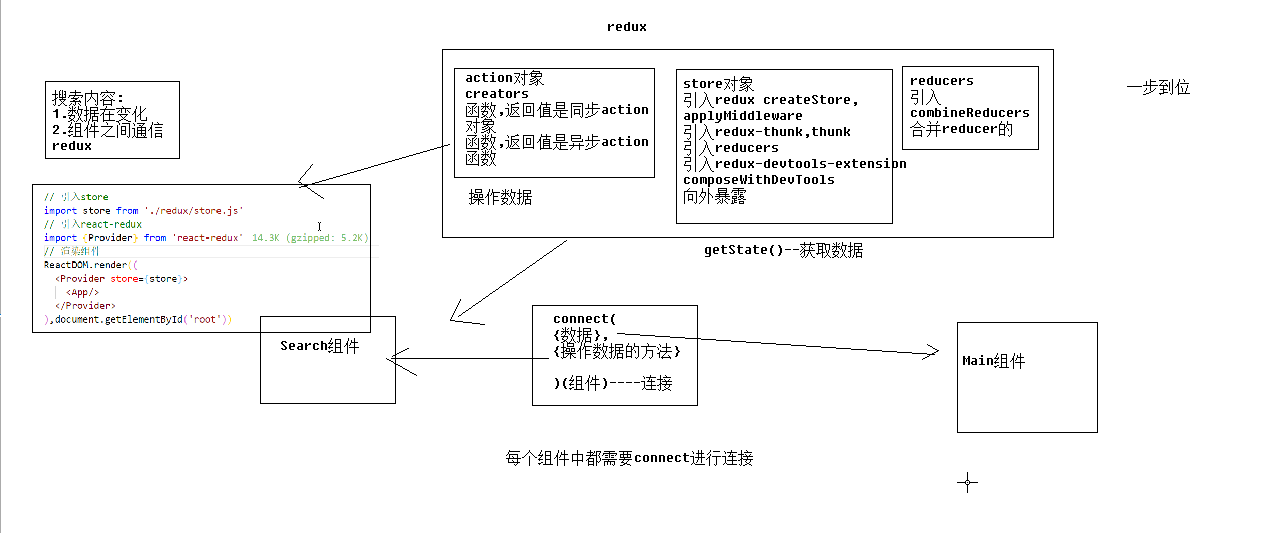 redux
搜索内容:
1.数据在变化
2.组件之间通信
redux
action对象
creators
函数,返回值是同步action
对象
函数,返回值是异步action
函数
操作数据
store对象
引入redux createStore,
applyMiddleware
引入redux-thunk,thunk
引入reducers
引入redux-devtools-extension
composeWithDevTools
向外暴露
reducers
引入
combineReducers
合并reducer的
一步到位
getState()--获取数据
// 引入store
import store from './redux/store.js'
// 引入react-redux
import {Provider} from 'react-redux' 14.3K (gzipped: 5.2K)
// 渲染组件
ReactDOM.render((
<Provider store={store}>
<App/>
</Provider>
),document.getElementById('root'))
Search组件
connect(
{数据},
{操作数据的方法}
)(组件)----连接
Main组件
每个组件中都需要connect进行连接